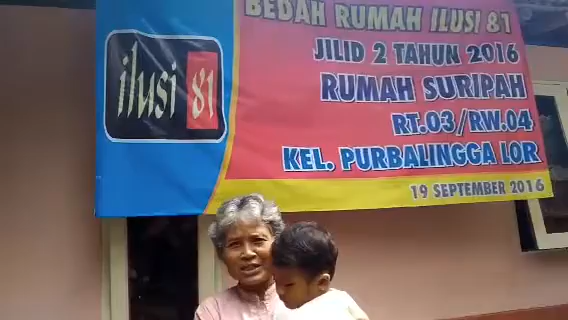 BEDAH RUMAH ILUSI 81
JILID 2 TAHUN 2016
RUMAH SURIPAH
RT.03/RW.04
KEL. PURBALINGGA LOR
19 SEPTEMBER 2016
ilusi 81